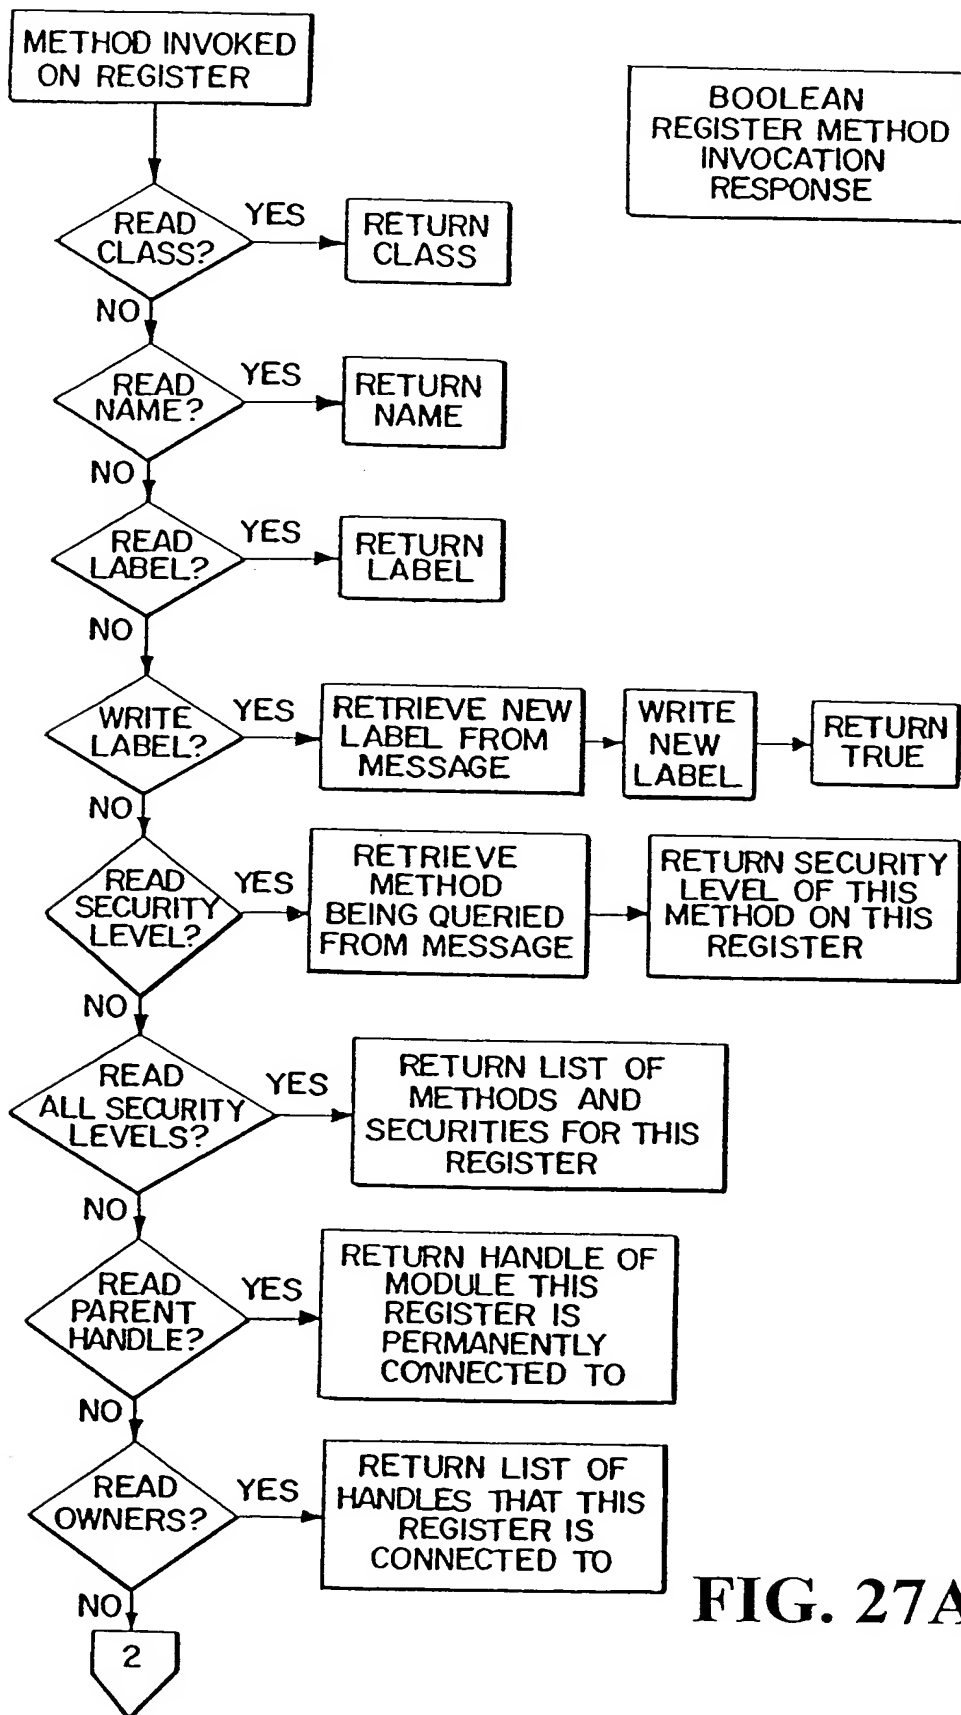 METHOD INVOKED
ON REGISTER
BOOLEAN
REGISTER METHOD
INVOCATION
RESPONSE
READ
CLASS?
YES
RETURN
CLASS
NO
READ
NAME?
YES
RETURN
NAME
NO
READ
LABEL?
YES
RETURN
LABEL
NO
WRITE
LABEL?
YES
RETRIEVE NEW
LABEL FROM
MESSAGE
WRITE
NEW
LABEL
RETURN
TRUE
NO
READ
SECURITY
LEVEL?
YES
RETRIEVE
METHOD
BEING QUERIED
FROM MESSAGE
RETURN SECURITY
LEVEL OF THIS
METHOD ON THIS
REGISTER
NO
READ
ALL SECURITY
LEVELS?
YES
RETURN LIST OF
METHODS AND
SECURITIES FOR THIS
REGISTER
NO
READ
PARENT
HANDLE?
YES
RETURN HANDLE OF
MODULE THIS
REGISTER IS
PERMANENTLY
CONNECTED TO
NO
READ
OWNERS?
YES
RETURN LIST OF
HANDLES THAT THIS
REGISTER IS
CONNECTED TO
NO
2
FIG. 27A